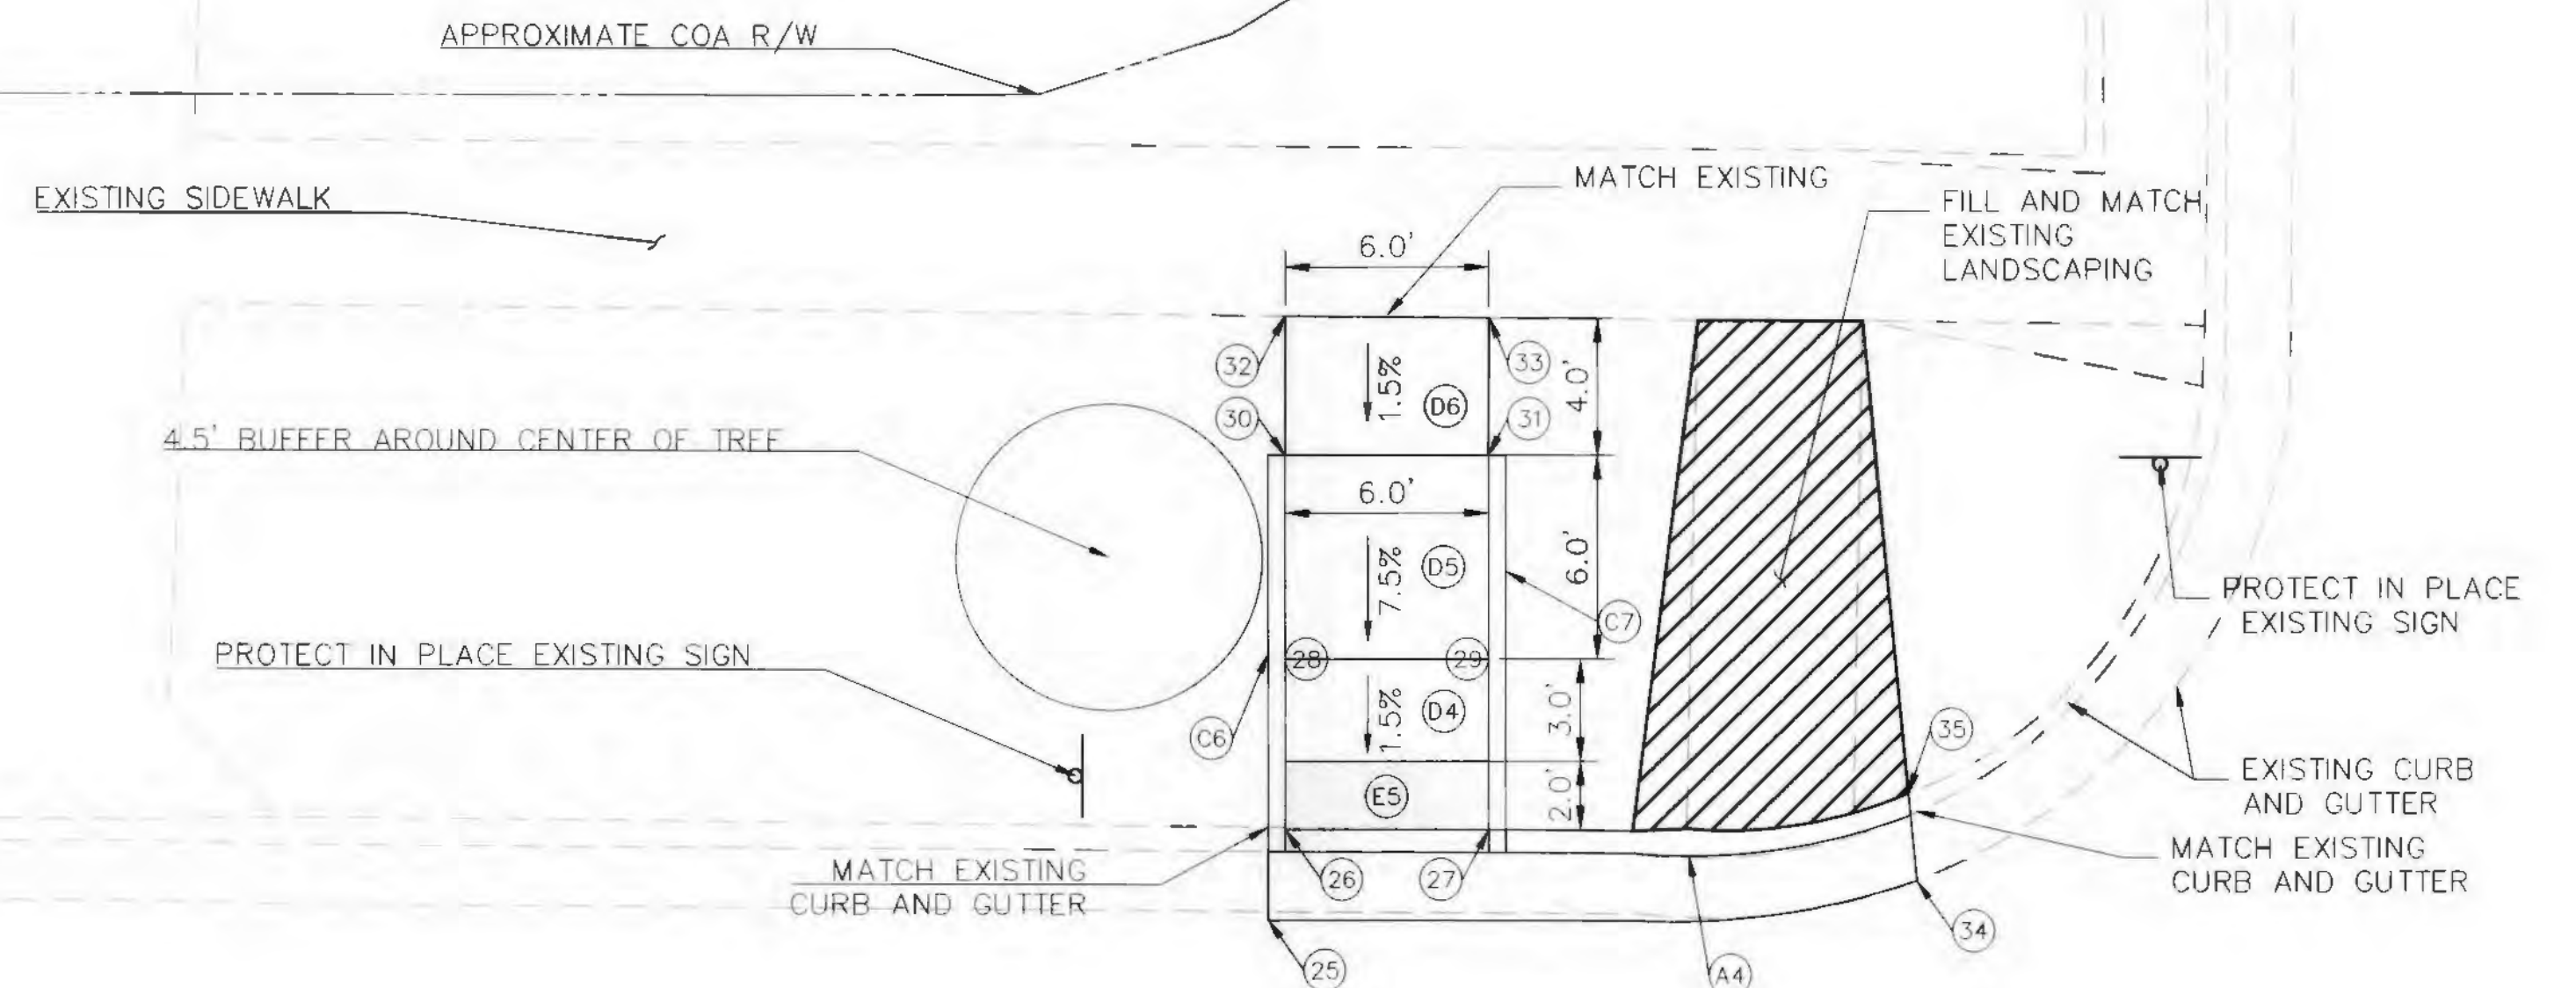 APPROXIMATE COA R/W
MATCH EXISTING
EXISTING SIDEWALK
FILL AND MATCH
EXISTING
LANDSCAPING
6.0'
32
33
1.5%
D6
4.0'
30
31
4.5' BUFFER AROUND CENTER OF TREE
6.0'
7.5%
D5
6.0'
C7
PROTECT IN PLACE
EXISTING SIGN
PROTECT IN PLACE EXISTING SIGN
28
29
1.5%
D4
3.0'
C6
35
E5
2.0'
EXISTING CURB
AND GUTTER
MATCH EXISTING
CURB AND GUTTER
MATCH EXISTING
CURB AND GUTTER
26
27
34
25
A4